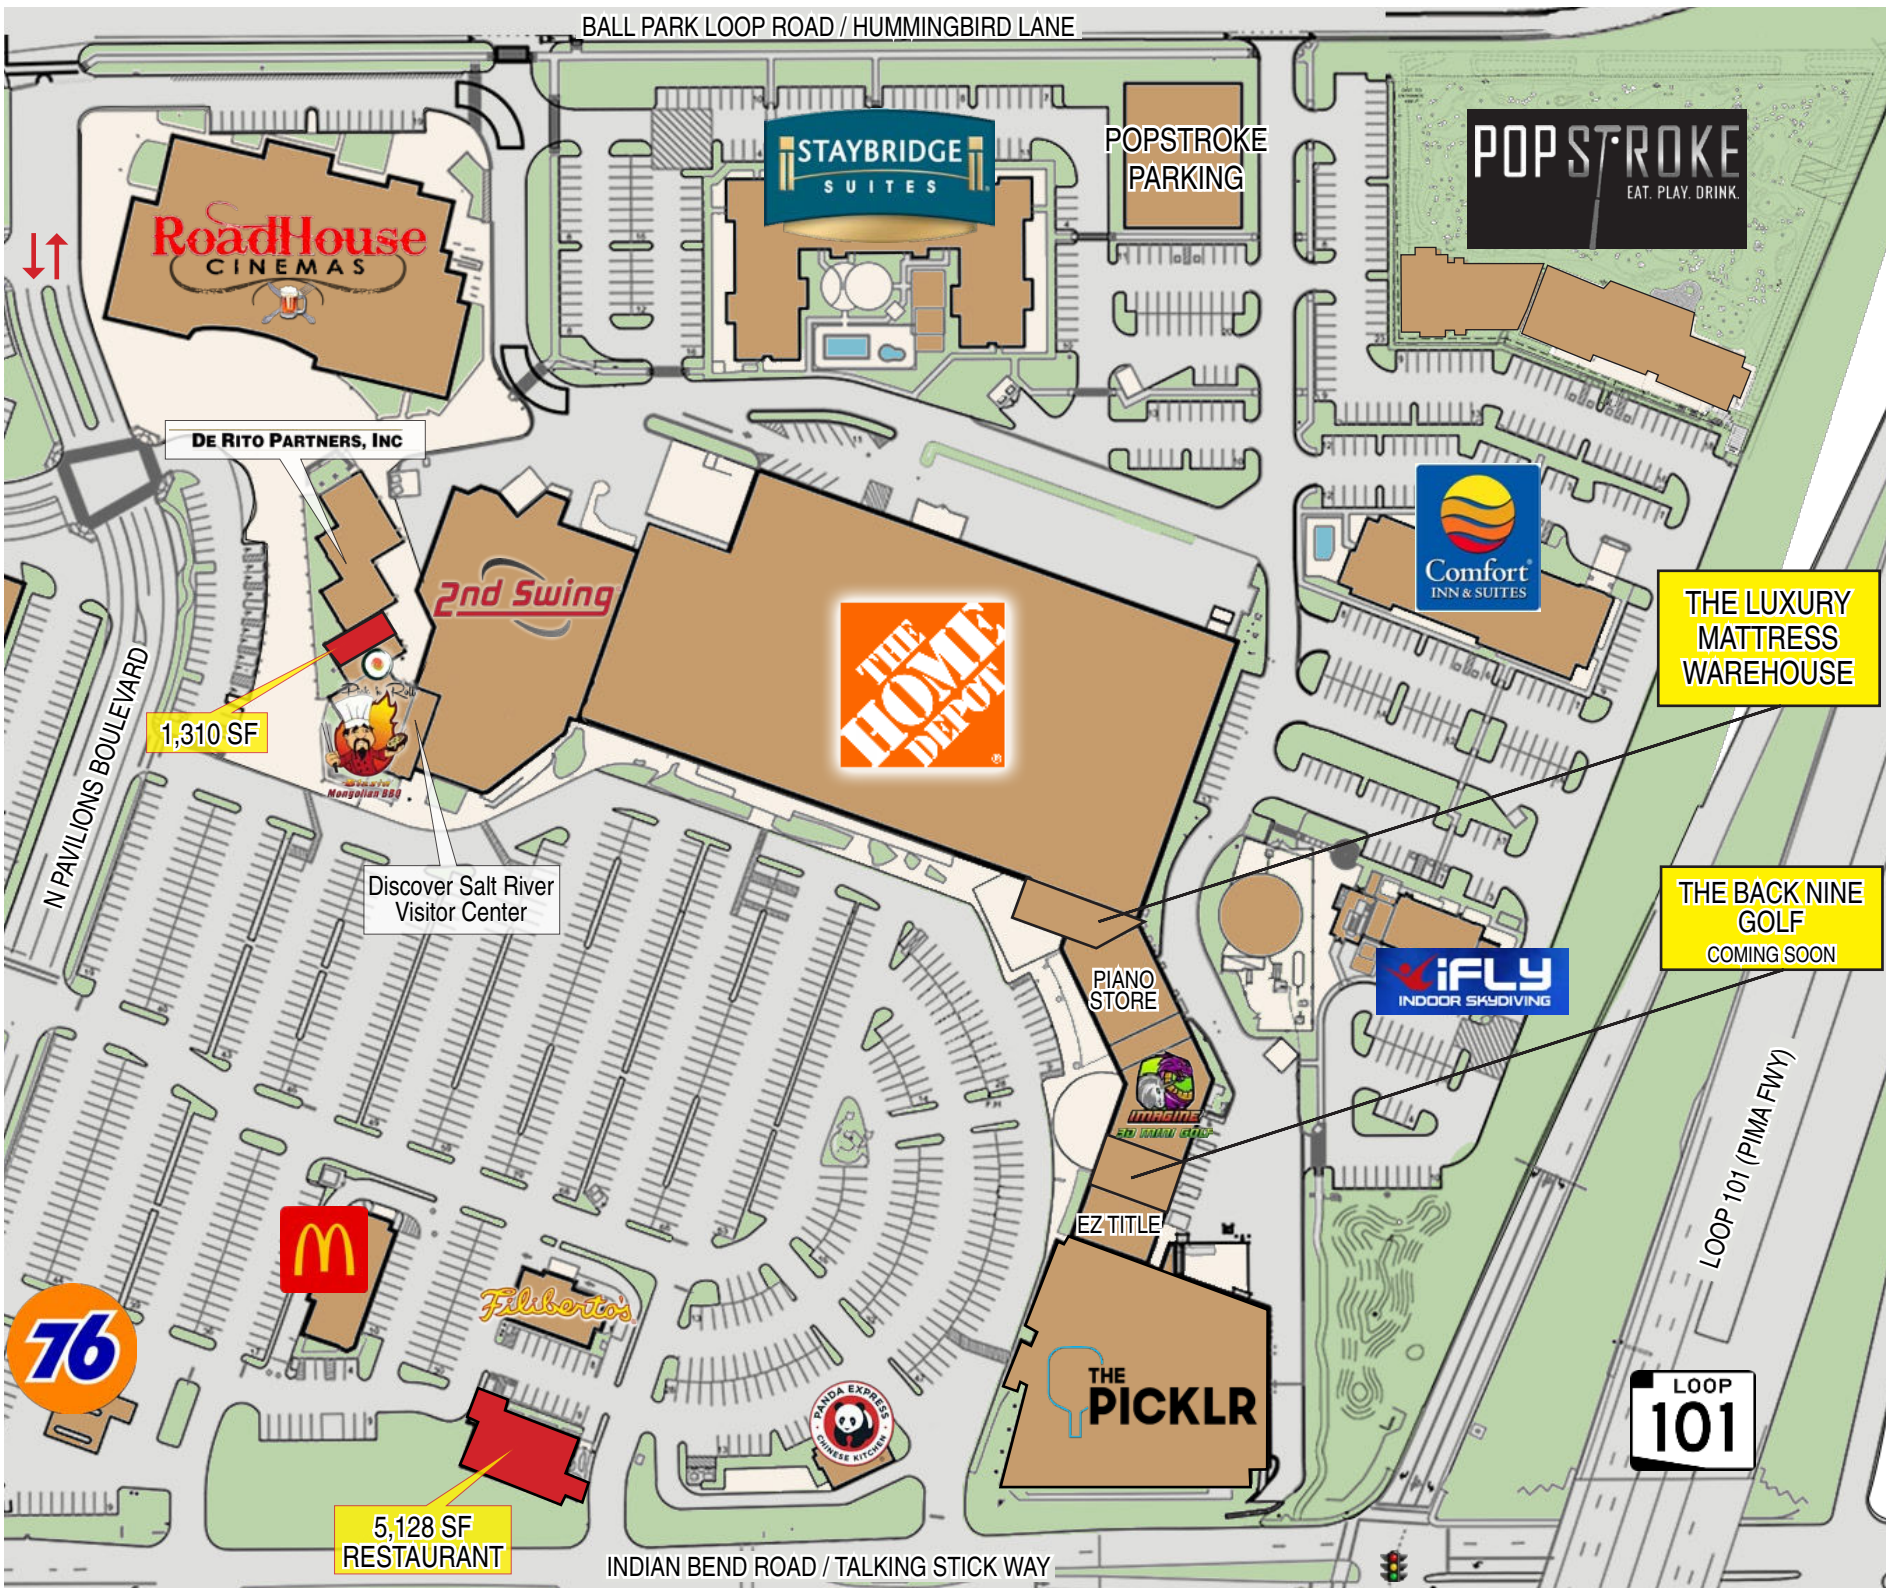 BALL PARK LOOP ROAD / HUMMINGBIRD LANE
STAYBRIDGE
SUITES
POPSTROKE
PARKING
POPSTROKE
EAT. PLAY. DRINK.
ROADHOUSE
CINEMAS
DE RITO PARTNERS, INC
2nd Swing
THE
HOME
DEPOT
Comfort
INN & SUITES
THE LUXURY
MATTRESS
WAREHOUSE
1,310 SF
Mongolian BBQ
N PAVILIONS BOULEVARD
Discover Salt River
Visitor Center
THE BACK NINE
GOLF
COMING SOON
PIANO
STORE
iFLY
INDOOR SKYDIVING
IMAGINE
3D MINI GOLF
EZ TITLE
LOOP 101 (PIMA FWY)
76
Filiberto's
THE
PICKLR
PANDA EXPRESS
CHINESE KITCHEN
LOOP
101
5,128 SF
RESTAURANT
INDIAN BEND ROAD / TALKING STICK WAY